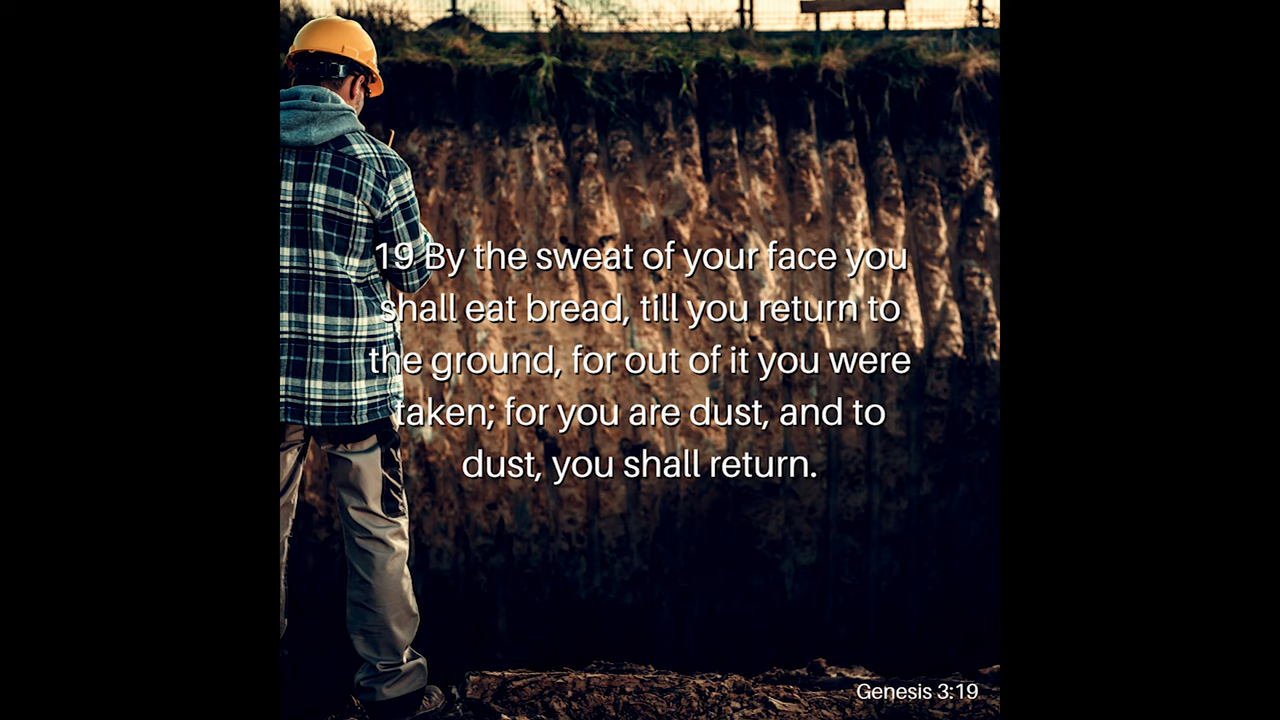 19 By the sweat of your face you
shall eat bread, till you return to
the ground, for out of it you were
taken; for you are dust, and to
dust, you shall return.
Genesis 3:19